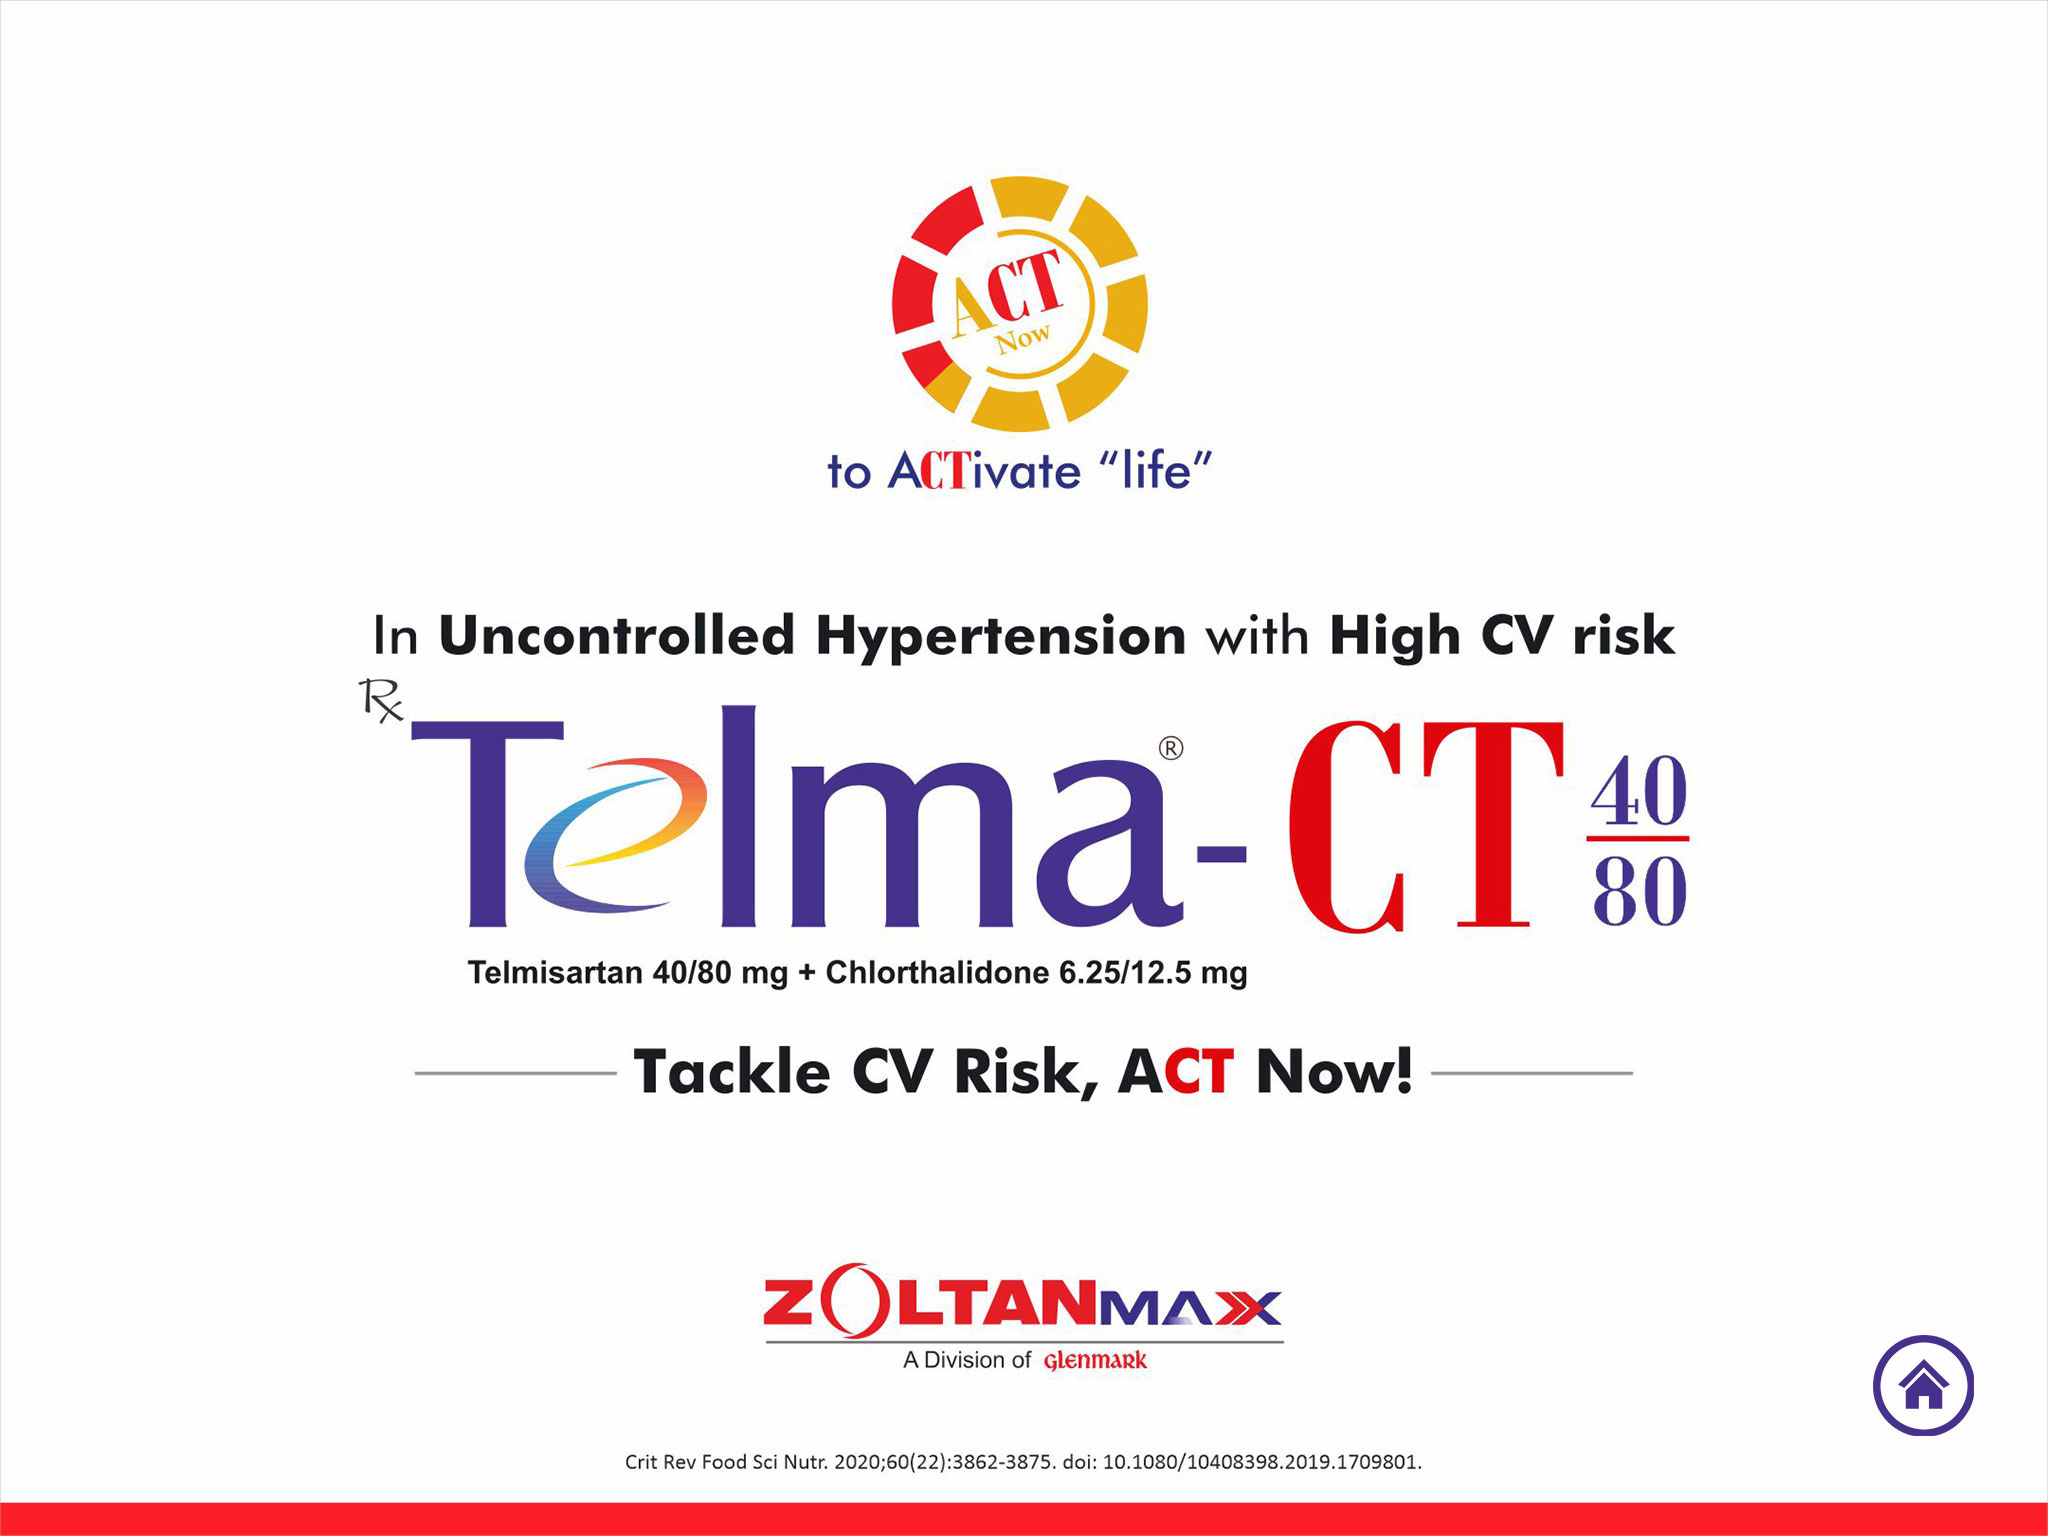 ACT
Now
to ACTivate “life”
In Uncontrolled Hypertension with High CV risk
Rx
Telma®-CT 40/80
Telmisartan 40/80 mg + Chlorthalidone 6.25/12.5 mg
Tackle CV Risk, ACT Now!
ZOLTANMAXX
A Division of glenmark
Crit Rev Food Sci Nutr. 2020;60(22):3862-3875. doi: 10.1080/10408398.2019.1709801.